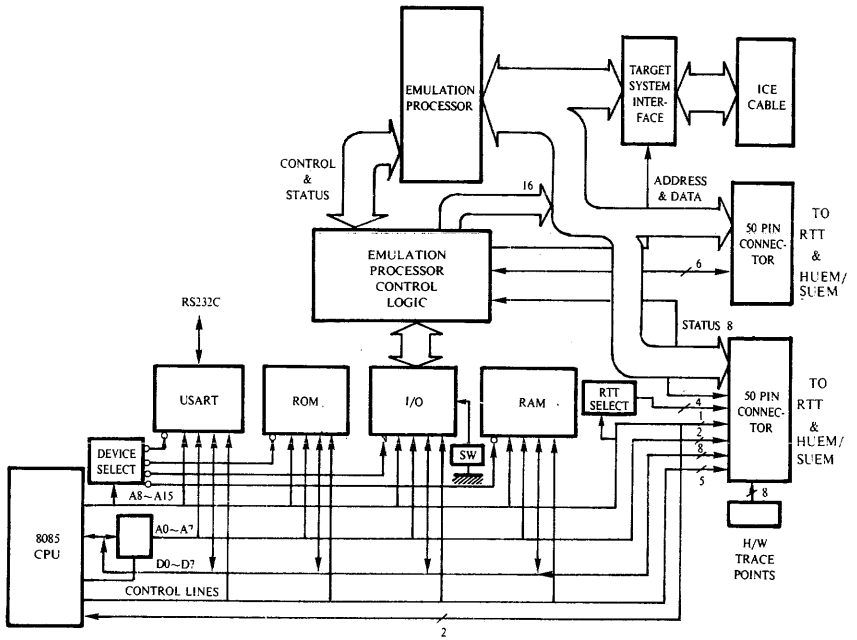 EMULATION
PROCESSOR
TARGET
SYSTEM
INTER-
FACE
ICE
CABLE
CONTROL
&
STATUS
16
ADDRESS
& DATA
50 PIN
CONNEC-
TOR
TO
RTT
&
HUEM/
SUEM
EMULATION
PROCESSOR
CONTROL
LOGIC
6
RS232C
STATUS 8
USART
ROM
I/O
RAM
RTT
SELECT
4
1
2
8
5
50 PIN
CONNEC-
TOR
TO
RTT
&
HUEM/
SUEM
DEVICE
SELECT
SW
A8~A15
8
8085
CPU
A0~A7
D0~D7
CONTROL LINES
H/W
TRACE
POINTS
2